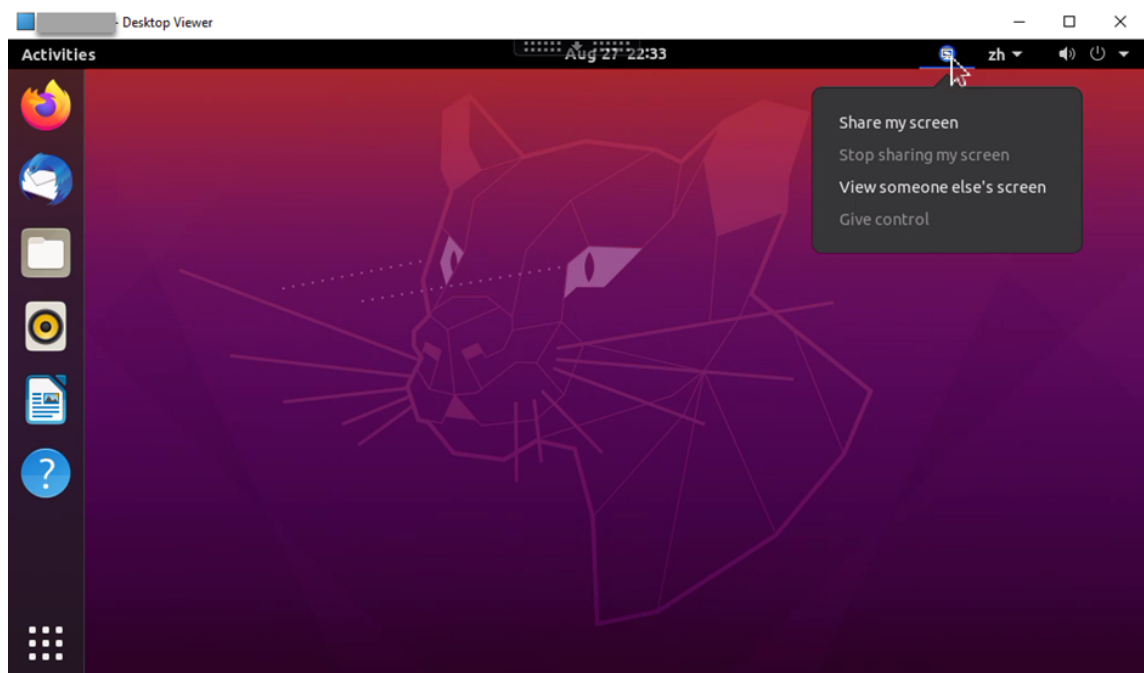 - Desktop Viewer
Activities
Aug 27 22:33
zh
Share my screen
Stop sharing my screen
View someone else's screen
Give control
?